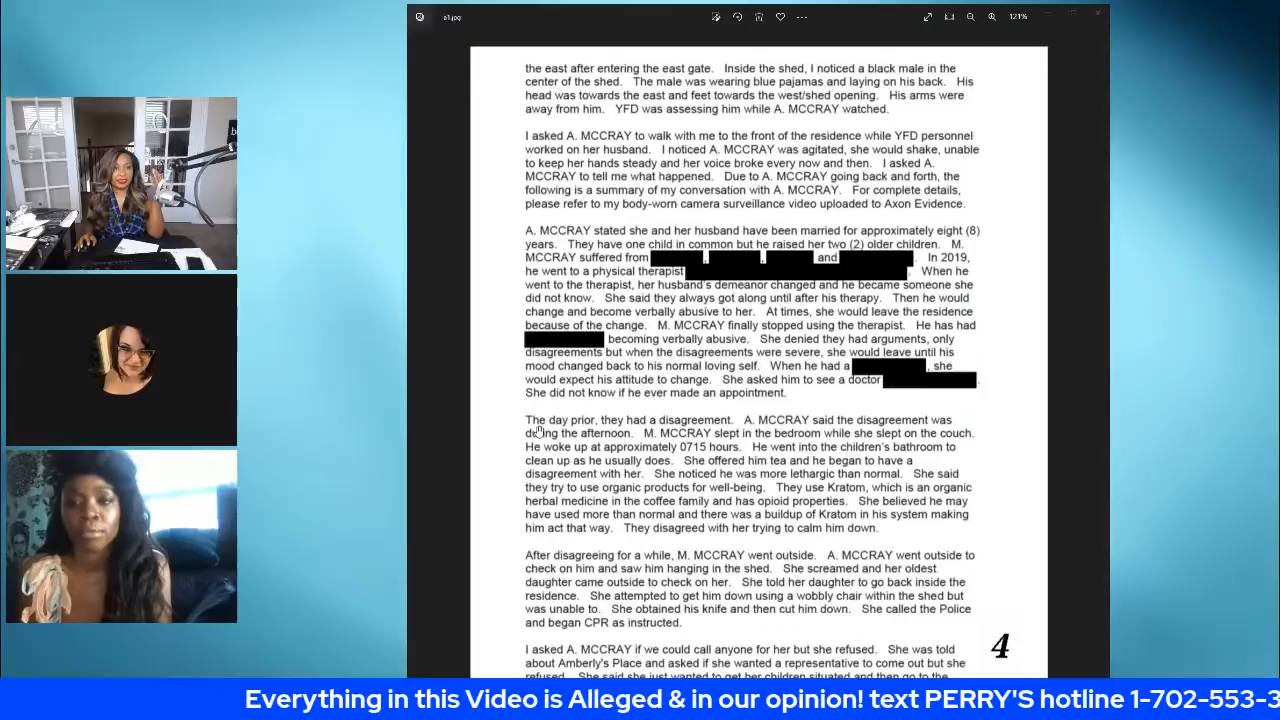 a1.jpg
121%
the east after entering the east gate. Inside the shed, I noticed a black male in the
center of the shed. The male was wearing blue pajamas and laying on his back. His
head was towards the east and feet towards the west/shed opening. His arms were
away from him. YFD was assessing him while A. MCCRAY watched.
I asked A. MCCRAY to walk with me to the front of the residence while YFD personnel
worked on her husband. I noticed A. MCCRAY was agitated, she would shake, unable
to keep her hands steady and her voice broke every now and then. I asked A.
MCCRAY to tell me what happened. Due to A. MCCRAY going back and forth, the
following is a summary of my conversation with A. MCCRAY. For complete details,
please refer to my body-worn camera surveillance video uploaded to Axon Evidence.
A. MCCRAY stated she and her husband have been married for approximately eight (8)
years. They have one child in common but he raised her two (2) older children. M.
MCCRAY suffered from , , and . In 2019,
he went to a physical therapist . When he
went to the therapist, her husband's demeanor changed and he became someone she
did not know. She said they always got along until after his therapy. Then he would
change and become verbally abusive to her. At times, she would leave the residence
because of the change. M. MCCRAY finally stopped using the therapist. He has had
becoming verbally abusive. She denied they had arguments, only
disagreements but when the disagreements were severe, she would leave until his
mood changed back to his normal loving self. When he had a , she
would expect his attitude to change. She asked him to see a doctor .
She did not know if he ever made an appointment.
The day prior, they had a disagreement. A. MCCRAY said the disagreement was
during the afternoon. M. MCCRAY slept in the bedroom while she slept on the couch.
He woke up at approximately 0715 hours. He went into the children's bathroom to
clean up as he usually does. She offered him tea and he began to have a
disagreement with her. She noticed he was more lethargic than normal. She said
they try to use organic products for well-being. They use Kratom, which is an organic
herbal medicine in the coffee family and has opioid properties. She believed he may
have used more than normal and there was a buildup of Kratom in his system making
him act that way. They disagreed with her trying to calm him down.
After disagreeing for a while, M. MCCRAY went outside. A. MCCRAY went outside to
check on him and saw him hanging in the shed. She screamed and her oldest
daughter came outside to check on her. She told her daughter to go back inside the
residence. She attempted to get him down using a wobbly chair within the shed but
was unable to. She obtained his knife and then cut him down. She called the Police
and began CPR as instructed.
4
I asked A. MCCRAY if we could call anyone for her but she refused. She was told
about Amberly's Place and asked if she wanted a representative to come out but she
refused. She said she just wanted to get her children situated and then go to the
Everything in this Video is Alleged & in our opinion! text PERRY'S hotline 1-702-553-3